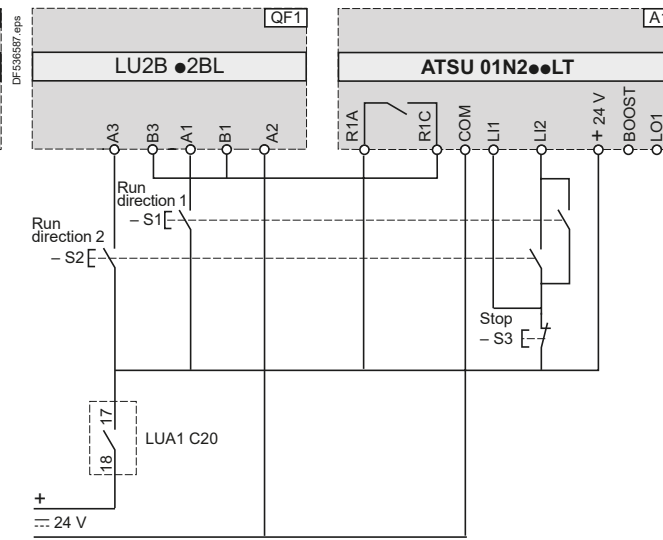 DF536587.eps
QF1
A1
LU2B ●2BL
ATSU 01N2●●LT
A3
B3
A1
B1
A2
R1A
R1C
COM
LI1
LI2
+ 24 V
BOOST
LO1
Run
direction 1
– S1
Run
direction 2
– S2
Stop
– S3
17
18
LUA1 C20
+
24 V